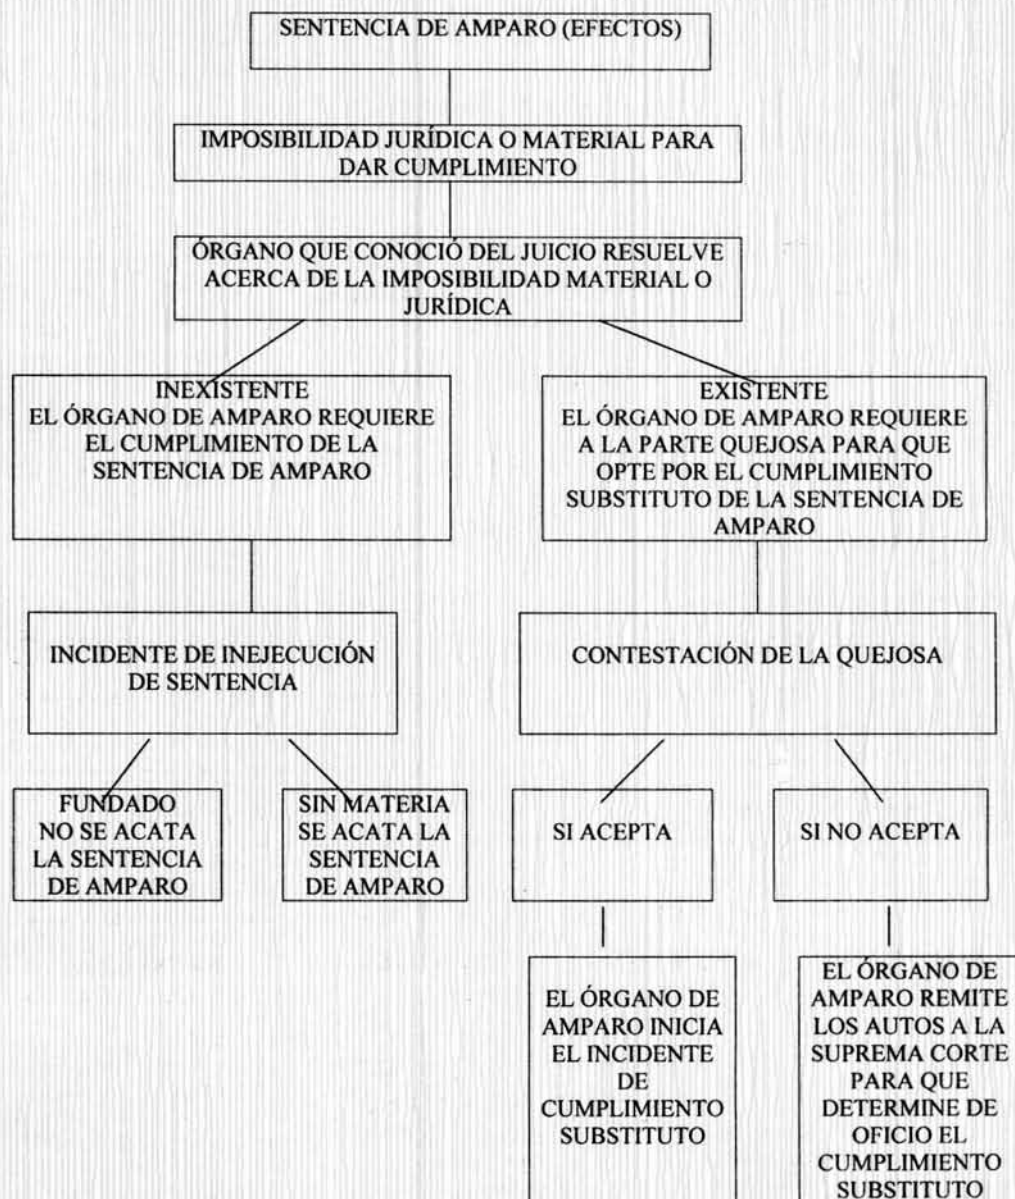 SENTENCIA DE AMPARO (EFECTOS)
IMPOSIBILIDAD JURÍDICA O MATERIAL PARA
DAR CUMPLIMIENTO
ÓRGANO QUE CONOCIÓ DEL JUICIO RESUELVE
ACERCA DE LA IMPOSIBILIDAD MATERIAL O
JURÍDICA
INEXISTENTE
EL ÓRGANO DE AMPARO REQUIERE
EL CUMPLIMIENTO DE LA
SENTENCIA DE AMPARO
EXISTENTE
EL ÓRGANO DE AMPARO REQUIERE
A LA PARTE QUEJOSA PARA QUE
OPTE POR EL CUMPLIMIENTO
SUBSTITUTO DE LA SENTENCIA DE
AMPARO
INCIDENTE DE INEJECUCIÓN
DE SENTENCIA
CONTESTACIÓN DE LA QUEJOSA
FUNDADO
NO SE ACATA
LA SENTENCIA
DE AMPARO
SIN MATERIA
SE ACATA LA
SENTENCIA
DE AMPARO
SI ACEPTA
SI NO ACEPTA
EL ÓRGANO DE
AMPARO INICIA
EL INCIDENTE
DE
CUMPLIMIENTO
SUBSTITUTO
EL ÓRGANO DE
AMPARO REMITE
LOS AUTOS A LA
SUPREMA CORTE
PARA QUE
DETERMINE DE
OFICIO EL
CUMPLIMIENTO
SUBSTITUTO